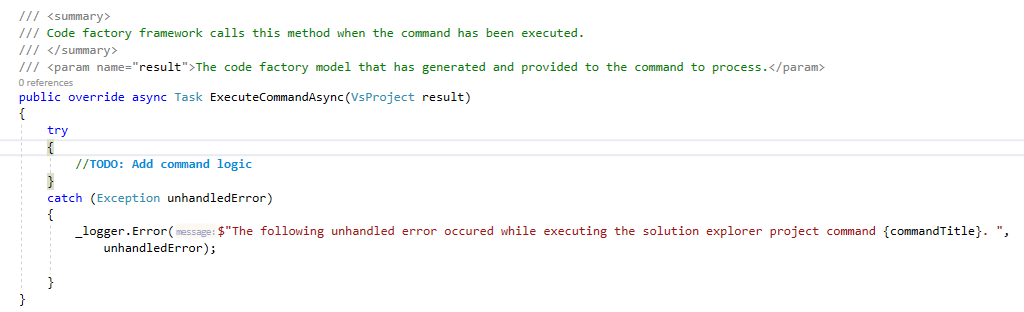 /// <summary>
/// Code factory framework calls this method when the command has been executed.
/// </summary>
/// <param name="result">The code factory model that has generated and provided to the command to process.</param>
0 references
public override async Task ExecuteCommandAsync(VsProject result)
{
try
{
//TODO: Add command logic
}
catch (Exception unhandledError)
{
_logger.Error(message:$"The following unhandled error occured while executing the solution explorer project command {commandTitle}. ",
unhandledError);
}
}